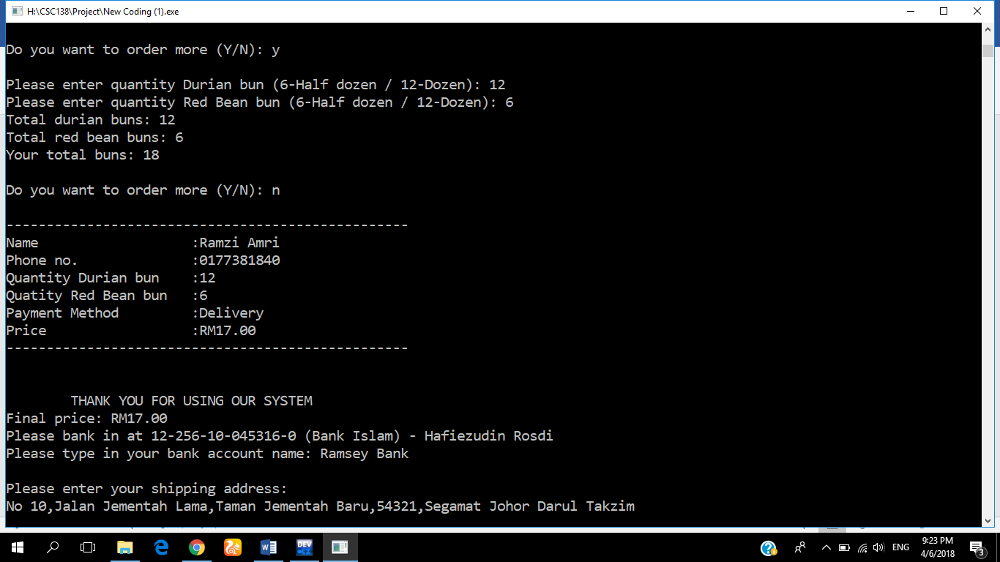 H:\CSC138\Project\New Coding (1).exe
Do you want to order more (Y/N): y
Please enter quantity Durian bun (6-Half dozen / 12-Dozen): 12
Please enter quantity Red Bean bun (6-Half dozen / 12-Dozen): 6
Total durian buns: 12
Total red bean buns: 6
Your total buns: 18
Do you want to order more (Y/N): n
--------------------------------------------------
Name                   :Ramzi Amri
Phone no.              :0177381840
Quantity Durian bun    :12
Quatity Red Bean bun   :6
Payment Method         :Delivery
Price                  :RM17.00
--------------------------------------------------
THANK YOU FOR USING OUR SYSTEM
Final price: RM17.00
Please bank in at 12-256-10-045316-0 (Bank Islam) - Hafiezudin Rosdi
Please type in your bank account name: Ramsey Bank
Please enter your shipping address:
No 10,Jalan Jementah Lama,Taman Jementah Baru,54321,Segamat Johor Darul Takzim
DEV
C++
ENG
9:23 PM
4/6/2018
3